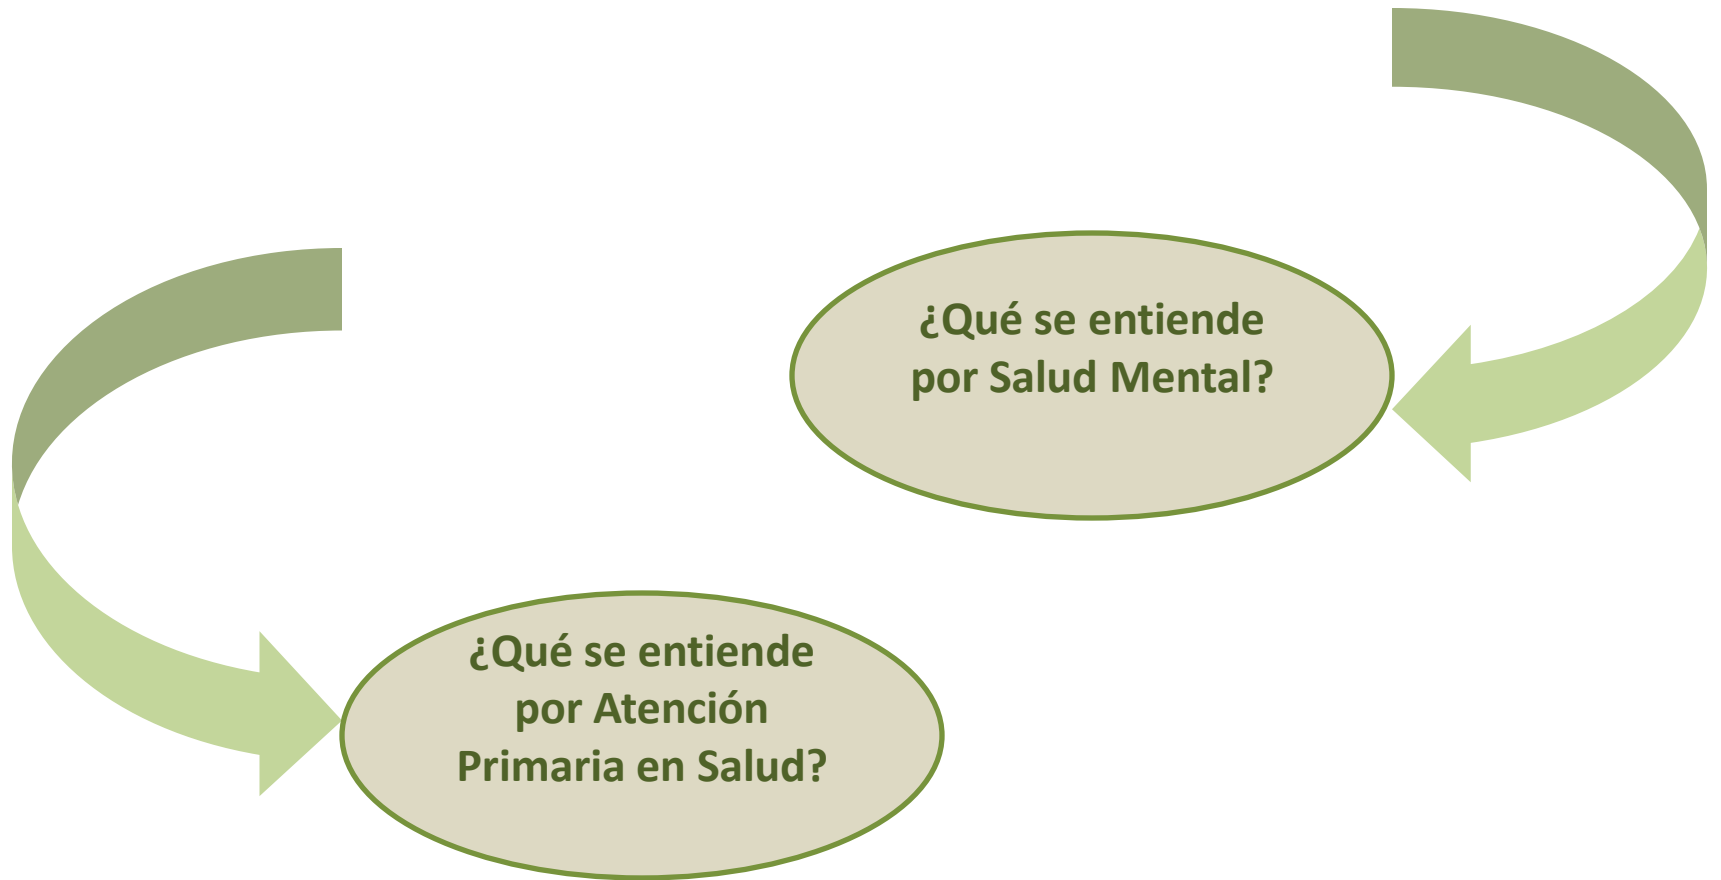 ¿Qué se entiende
por Salud Mental?
¿Qué se entiende
por Atención
Primaria en Salud?